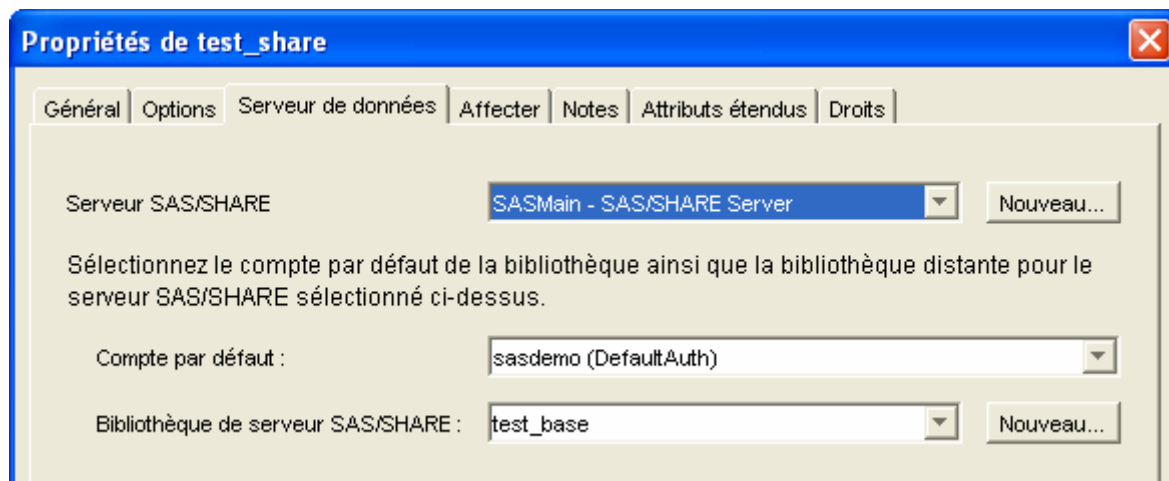 Propriétés de test_share
Général Options Serveur de données Affecter Notes Attributs étendus Droits
Serveur SAS/SHARE SASMain - SAS/SHARE Server Nouveau...
Sélectionnez le compte par défaut de la bibliothèque ainsi que la bibliothèque distante pour le
serveur SAS/SHARE sélectionné ci-dessus.
Compte par défaut : sasdemo (DefaultAuth)
Bibliothèque de serveur SAS/SHARE : test_base Nouveau...